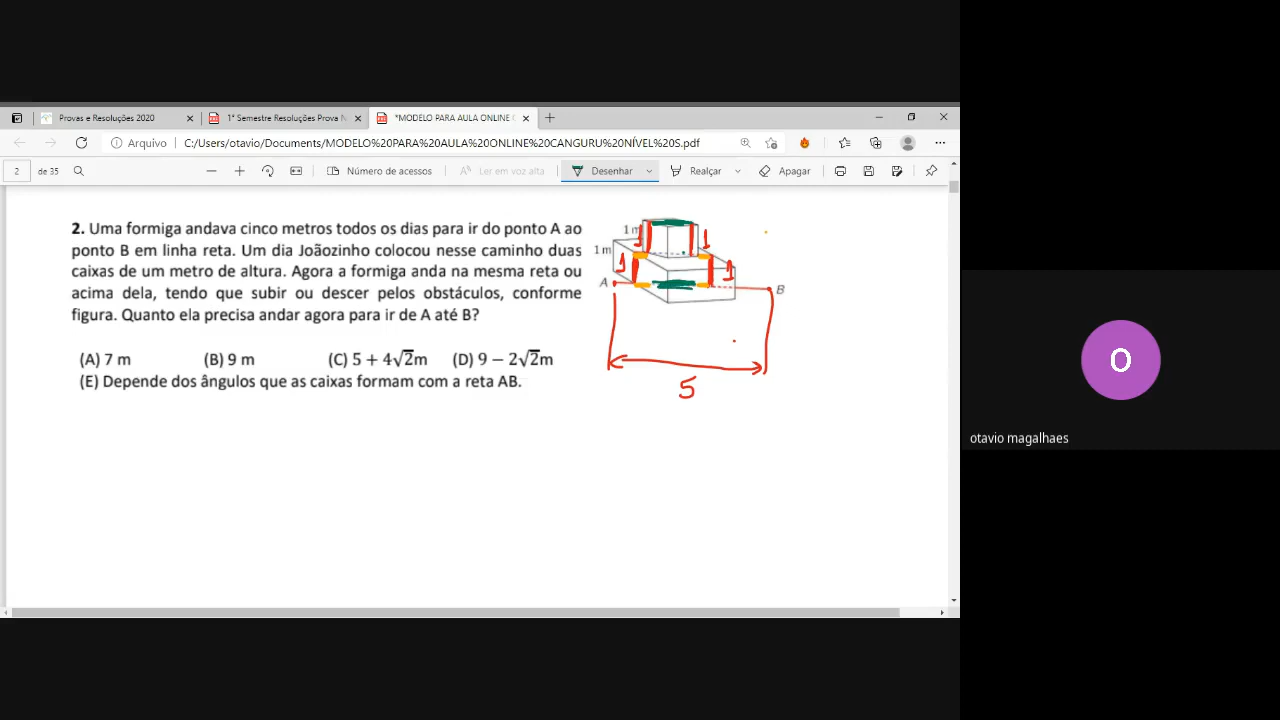 Provas e Resoluções 2020
1° Semestre Resoluções Prova N
*MODELO PARA AULA ONLINE C
Arquivo
C:/Users/otavio/Documents/MODELO%20PARA%20AULA%20ONLINE%20CANGURU%20NÍVEL%20S.pdf
2
de 35
Número de acessos
Ler em voz alta
Desenhar
Realçar
Apagar
2. Uma formiga andava cinco metros todos os dias para ir do ponto A ao
ponto B em linha reta. Um dia Joãozinho colocou nesse caminho duas
caixas de um metro de altura. Agora a formiga anda na mesma reta ou
acima dela, tendo que subir ou descer pelos obstáculos, conforme
figura. Quanto ela precisa andar agora para ir de A até B?
(A) 7 m (B) 9 m (C) 5 + 4√2m (D) 9 − 2√2m
(E) Depende dos ângulos que as caixas formam com a reta AB.
1m
1 1
1m
1 1
A B
5
O
otavio magalhaes